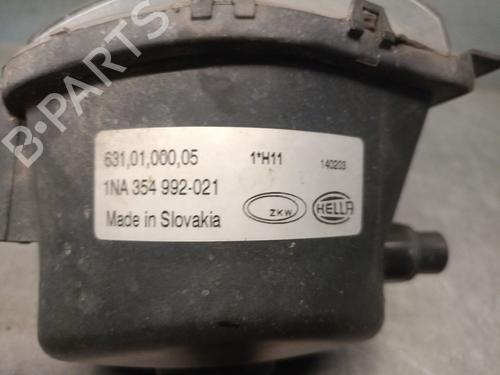 B-PARTS
631,01,000,05 1*H11 140203
1NA 354 992-021
Made in Slovakia ZKW HELLA